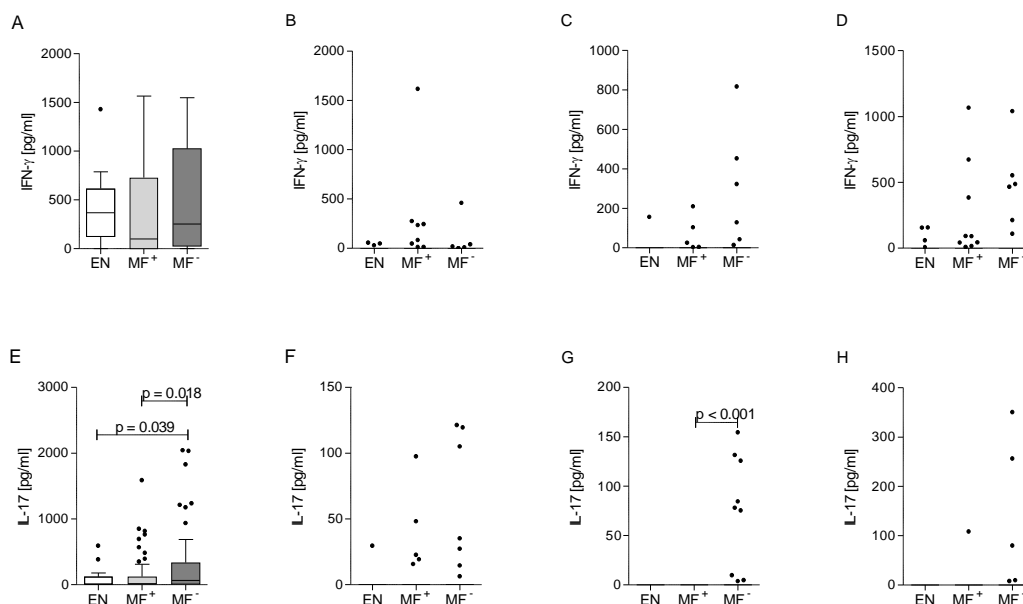 A
B
C
D
2000
1500
1000
500
0
IFN-γ [pg/ml]
EN MF+ MF-
2000
1500
1000
500
0
IFN-γ [pg/ml]
EN MF+ MF-
1000
800
600
400
200
0
IFN-γ [pg/ml]
EN MF+ MF-
1500
1000
500
0
IFN-γ [pg/ml]
EN MF+ MF-
E
F
G
H
3000
2000
1000
0
IL-17 [pg/ml]
p = 0.018
p = 0.039
EN MF+ MF-
150
100
50
0
IL-17 [pg/ml]
EN MF+ MF-
200
150
100
50
0
IL-17 [pg/ml]
p < 0.001
EN MF+ MF-
400
300
200
100
0
IL-17 [pg/ml]
EN MF+ MF-